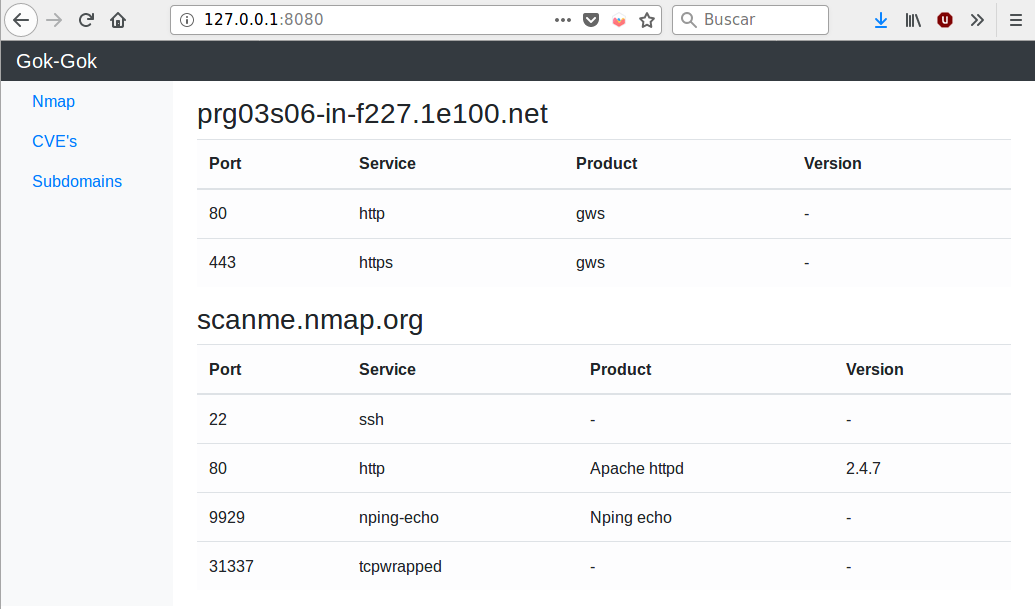 127.0.0.1:8080 Buscar
Gok-Gok
Nmap
CVE's
Subdomains
prg03s06-in-f227.1e100.net
Port Service Product Version
80 http gws -
443 https gws -
scanme.nmap.org
Port Service Product Version
22 ssh - -
80 http Apache httpd 2.4.7
9929 nping-echo Nping echo -
31337 tcpwrapped - -